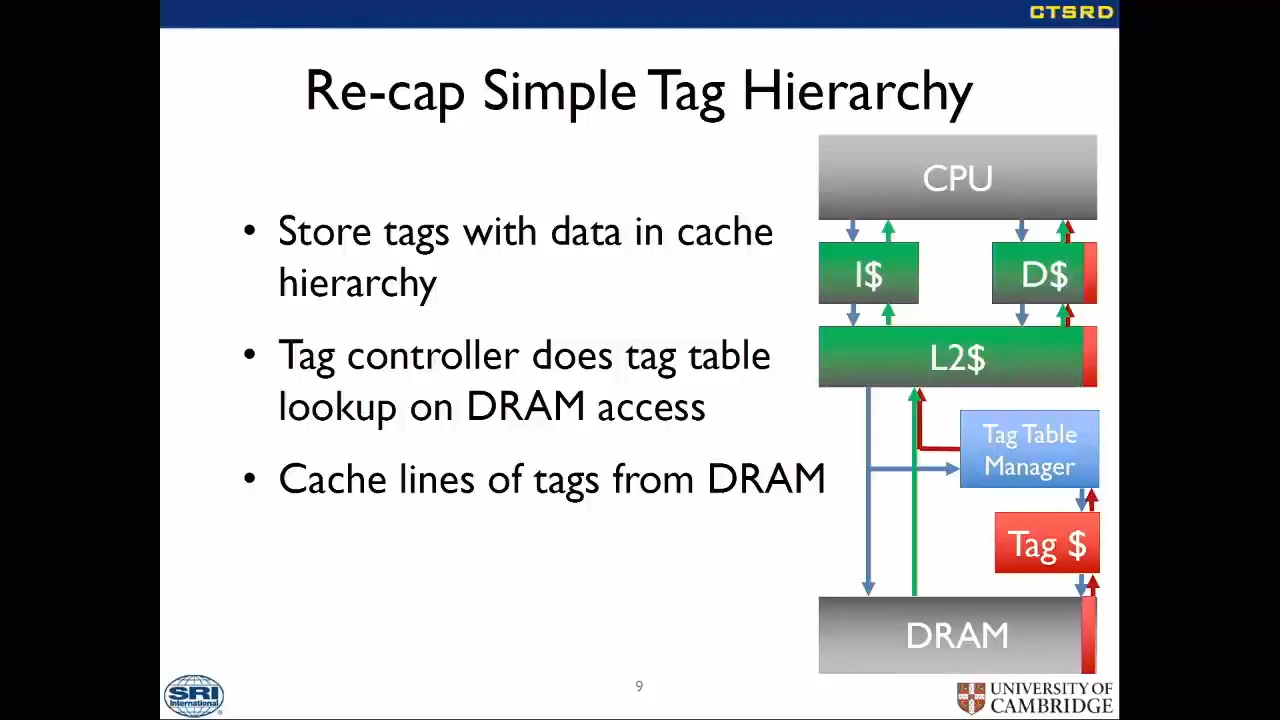 CTSRD
Re-cap Simple Tag Hierarchy
• Store tags with data in cache
hierarchy
• Tag controller does tag table
lookup on DRAM access
• Cache lines of tags from DRAM
CPU
I$
D$
L2$
Tag Table
Manager
Tag $
DRAM
SRI
International
9
UNIVERSITY OF
CAMBRIDGE